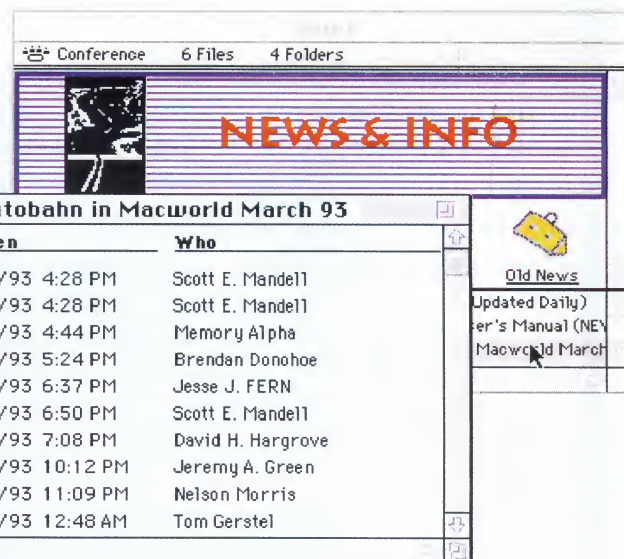 Conference 6 Files 4 Folders
NEWS & INFO
tobahn in Macworld March 93
en Who
/93 4:28 PM Scott E. Mandell
/93 4:28 PM Scott E. Mandell
/93 4:44 PM Memory Alpha
/93 5:24 PM Brendan Donohoe
/93 6:37 PM Jesse J. FERN
/93 6:50 PM Scott E. Mandell
/93 7:08 PM David H. Hargrove
/93 10:12 PM Jeremy A. Green
/93 11:09 PM Nelson Morris
/93 12:48 AM Tom Gerstel
Old News
Updated Daily)
er's Manual (NEW
Macworld March